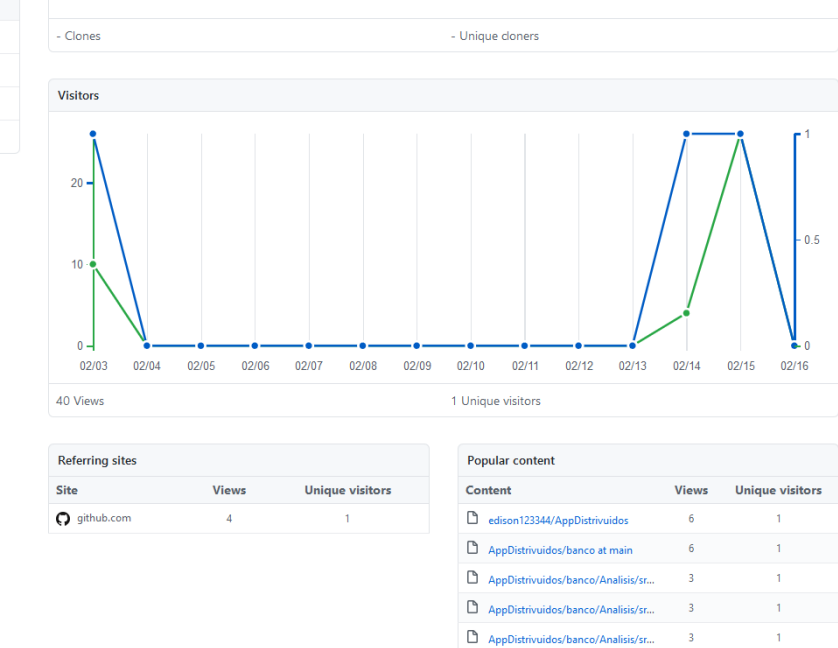 - Clones - Unique cloners
Visitors
20
10
0
1
0.5
0
02/03 02/04 02/05 02/06 02/07 02/08 02/09 02/10 02/11 02/12 02/13 02/14 02/15 02/16
40 Views 1 Unique visitors
Referring sites
Site Views Unique visitors
github.com 4 1
Popular content
Content Views Unique visitors
edison123344/AppDistrivuidos 6 1
AppDistrivuidos/banco at main 6 1
AppDistrivuidos/banco/Analisis/sr... 3 1
AppDistrivuidos/banco/Analisis/sr... 3 1
AppDistrivuidos/banco/Analisis/sr... 3 1